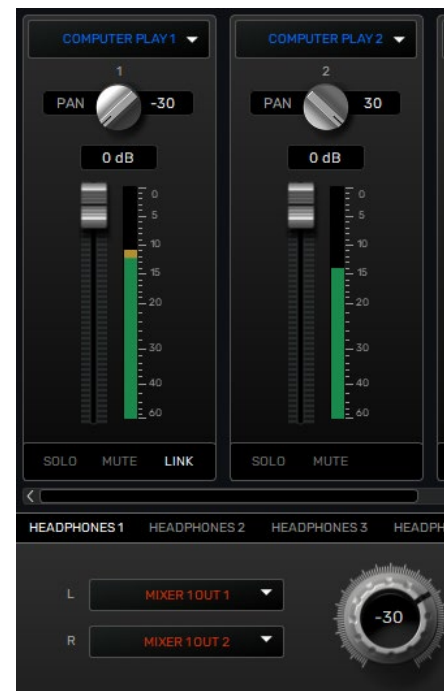 COMPUTER PLAY 1
COMPUTER PLAY 2
1
2
PAN -30
PAN 30
0 dB
0 dB
0
5
10
15
20
30
40
60
0
5
10
15
20
30
40
60
SOLO MUTE LINK
SOLO MUTE
HEADPHONES 1 HEADPHONES 2 HEADPHONES 3 HEADPH
L MIXER 1 OUT 1
R MIXER 1 OUT 2
-30